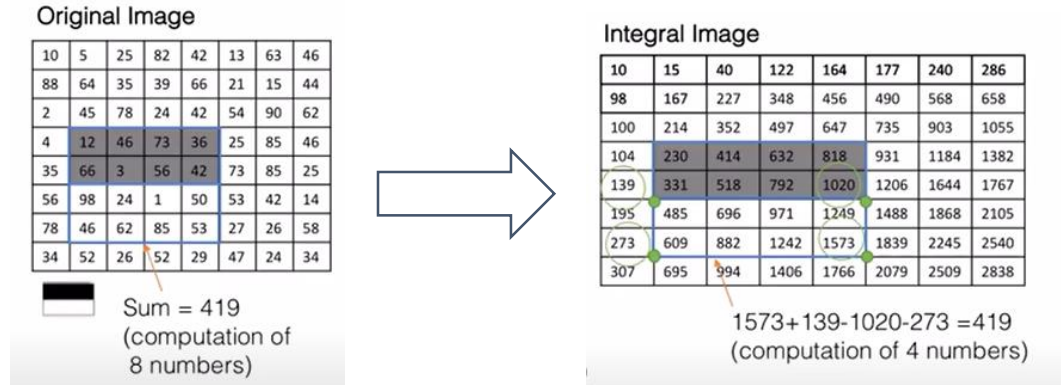 Original Image
10 5 25 82 42 13 63 46
88 64 35 39 66 21 15 44
2 45 78 24 42 54 90 62
4 12 46 73 36 25 85 46
35 66 3 56 42 73 85 25
56 98 24 1 50 53 42 14
78 46 62 85 53 27 26 58
34 52 26 52 29 47 24 34
Sum = 419
(computation of
8 numbers)
Integral Image
10 15 40 122 164 177 240 286
98 167 227 348 456 490 568 658
100 214 352 497 647 735 903 1055
104 230 414 632 818 931 1184 1382
139 331 518 792 1020 1206 1644 1767
195 485 696 971 1249 1488 1868 2105
273 609 882 1242 1573 1839 2245 2540
307 695 994 1406 1766 2079 2509 2838
1573+139-1020-273 =419
(computation of 4 numbers)